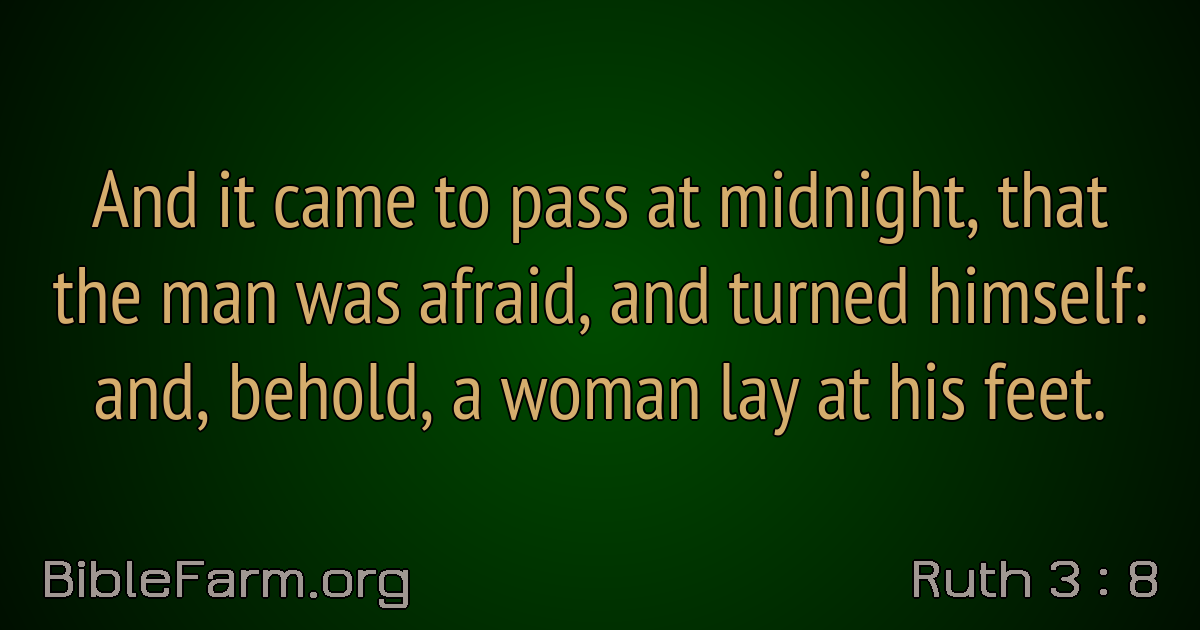 And it came to pass at midnight, that
the man was afraid, and turned himself:
and, behold, a woman lay at his feet.
BibleFarm.org
Ruth 3 : 8